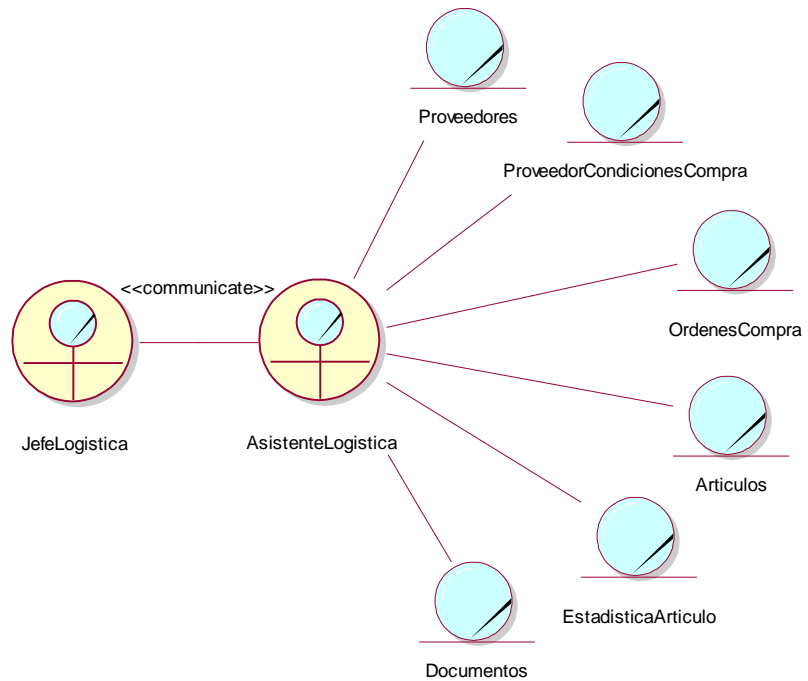 Proveedores
ProveedorCondicionesCompra
<<communicate>>
OrdenesCompra
JefeLogistica
AsistenteLogistica
Articulos
EstadisticaArticulo
Documentos